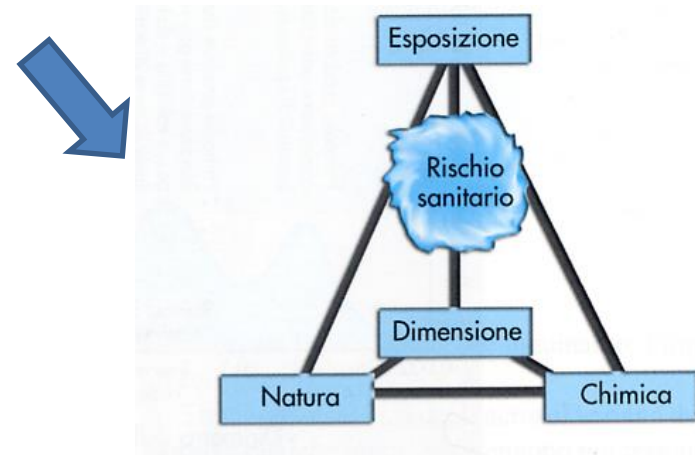 Esposizione
Rischio
sanitario
Dimensione
Natura
Chimica